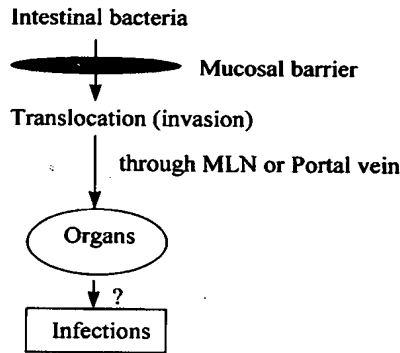 Intestinal bacteria
Mucosal barrier
Translocation (invasion)
through MLN or Portal vein
Organs
?
Infections